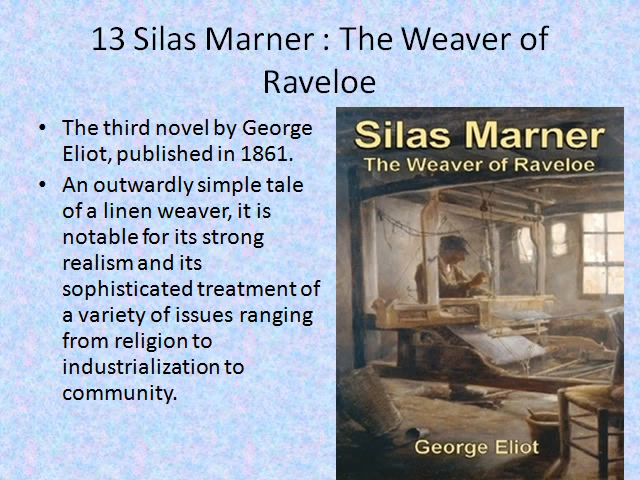 13 Silas Marner : The Weaver of
Raveloe
• The third novel by George
Eliot, published in 1861.
• An outwardly simple tale
of a linen weaver, it is
notable for its strong
realism and its
sophisticated treatment of
a variety of issues ranging
from religion to
industrialization to
community.
Silas Marner
The Weaver of Raveloe
George Eliot